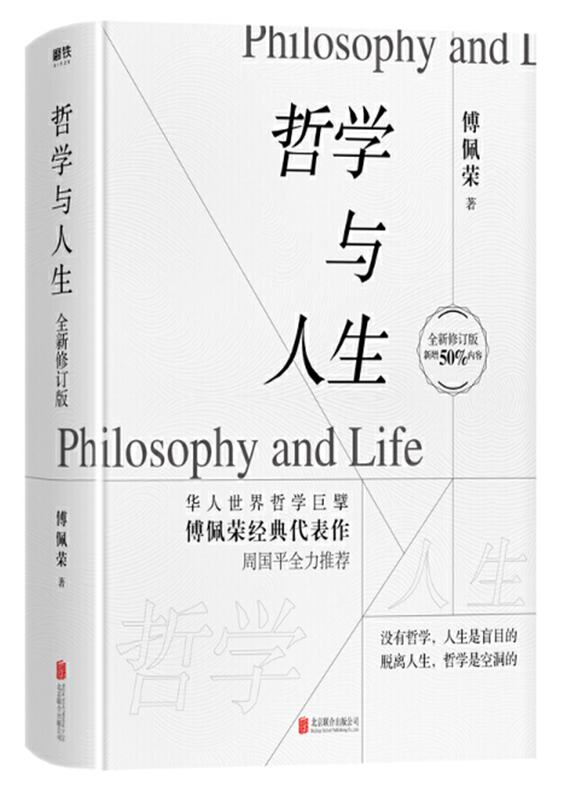 磨铁
哲学与人生
全新修订版
傅佩荣 著
Philosophy and L
哲学
与
人生
傅佩荣 著
全新修订版
新增50%内容
Philosophy and Life
华人世界哲学巨擘
傅佩荣经典代表作
周国平全力推荐
人生
哲学
没有哲学，人生是盲目的
脱离人生，哲学是空洞的
北京联合出版公司